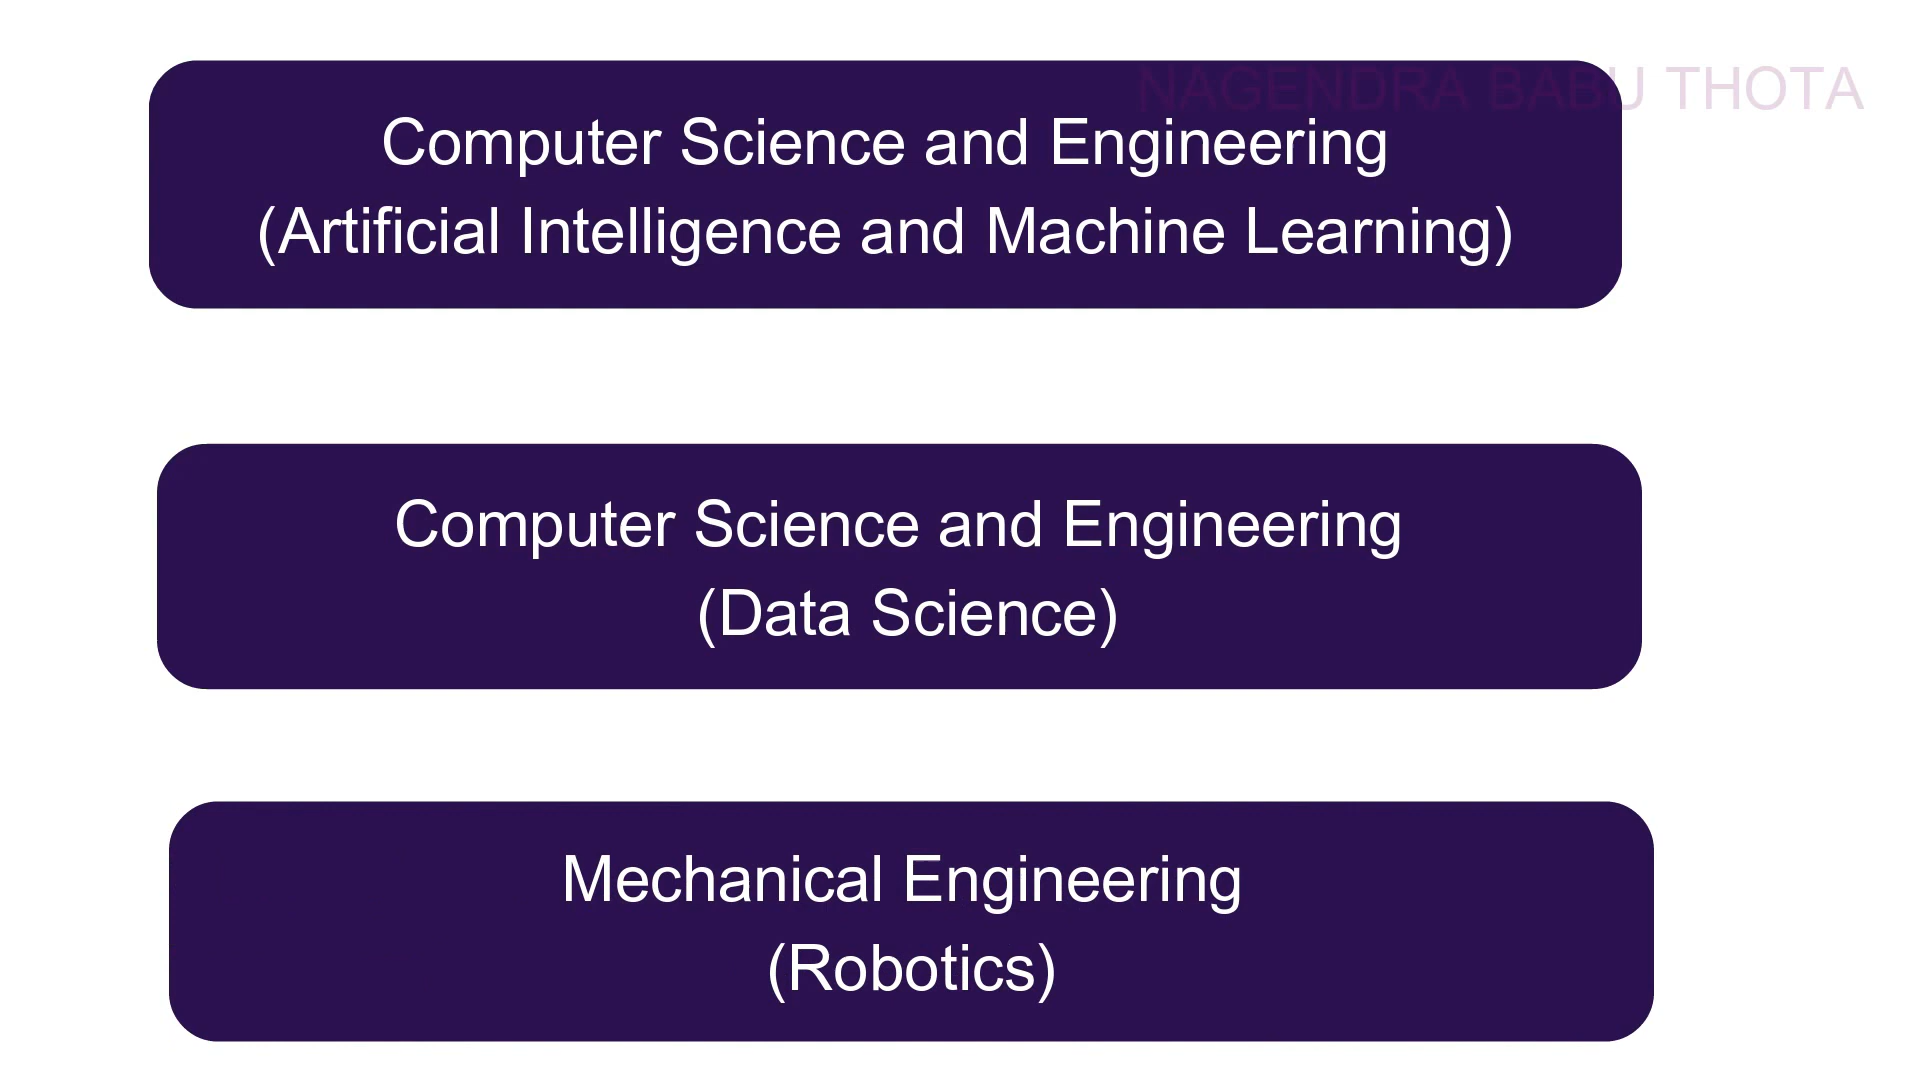 NAGENDRA BABU THOTA
Computer Science and Engineering
(Artificial Intelligence and Machine Learning)
Computer Science and Engineering
(Data Science)
Mechanical Engineering
(Robotics)